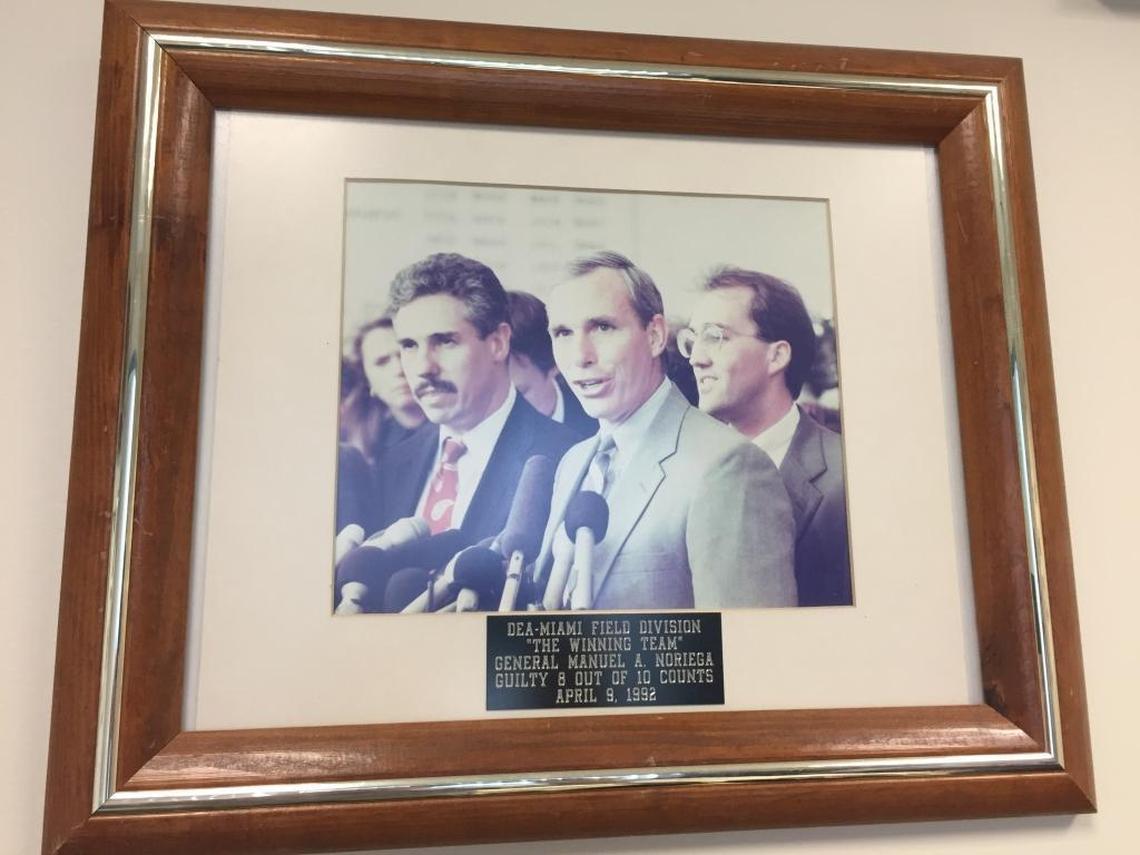 DEA-MIAMI FIELD DIVISION
"THE WINNING TEAM"
GENERAL MANUEL A. NORIEGA
GUILTY 8 OUT OF 10 COUNTS
APRIL 9, 1992